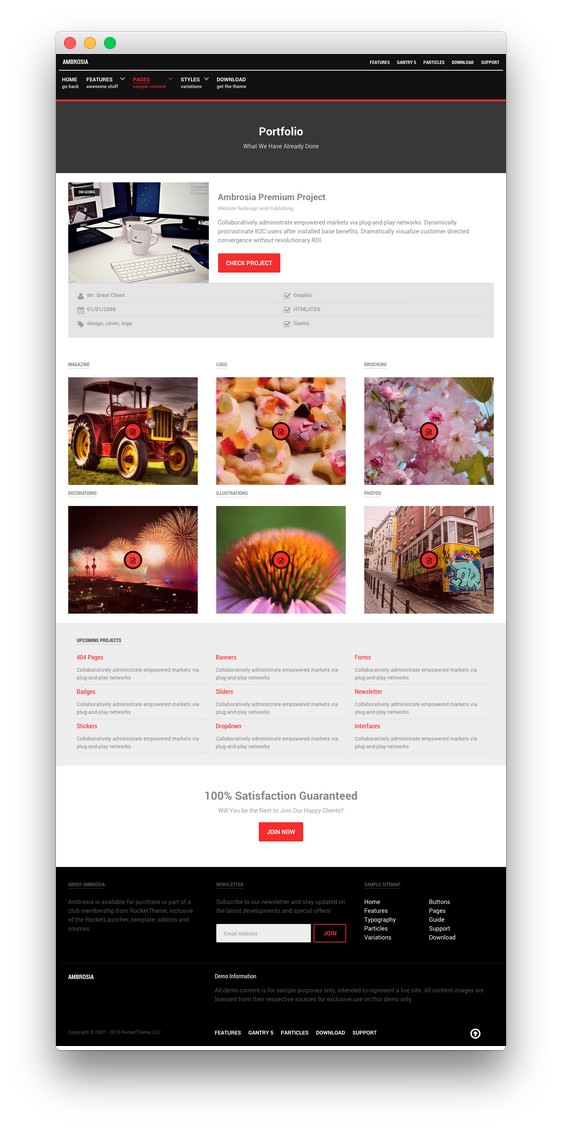 AMBROSIA
FEATURES GANTRY 5 PARTICLES DOWNLOAD SUPPORT
HOME FEATURES PAGES STYLES DOWNLOAD
go back awesome stuff sample content variations get the theme
Portfolio
What We Have Already Done
ON GOING
Ambrosia Premium Project
Website Redesign and Publishing
Collaboratively administrate empowered markets via plug-and-play networks. Dynamically
procrastinate B2C users after installed base benefits. Dramatically visualize customer directed
convergence without revolutionary ROI.
CHECK PROJECT
Mr. Great Client Graphic
01/01/2088 HTML/CSS
design, cover, logo Gantry
MAGAZINE LOGO BROCHURE
DECORATIONS ILLUSTRATIONS PHOTOS
UPCOMING PROJECTS
404 Pages Banners Forms
Collaboratively administrate empowered markets via Collaboratively administrate empowered markets via Collaboratively administrate empowered markets via
plug-and-play networks plug-and-play networks plug-and-play networks
Badges Sliders Newsletter
Collaboratively administrate empowered markets via Collaboratively administrate empowered markets via Collaboratively administrate empowered markets via
plug-and-play networks plug-and-play networks plug-and-play networks
Stickers Dropdown Interfaces
Collaboratively administrate empowered markets via Collaboratively administrate empowered markets via Collaboratively administrate empowered markets via
plug-and-play networks plug-and-play networks plug-and-play networks
100% Satisfaction Guaranteed
Will You be the Next to Join Our Happy Clients?
JOIN NOW
ABOUT AMBROSIA
Ambrosia is available for purchase or part of a
club membership from RocketTheme, inclusive
of the RocketLauncher, template, addons and
sources.
NEWSLETTER
Subscribe to our newsletter and stay updated on
the latest developments and special offers!
Email Address JOIN
SAMPLE SITEMAP
Home Buttons
Features Pages
Typography Guide
Particles Support
Variations Download
AMBROSIA
Demo Information
All demo content is for sample purposes only, intended to represent a live site. All content images are
licensed from their respective sources for exclusive use on this demo only.
Copyright © 2007 - 2015 RocketTheme, LLC
FEATURES GANTRY 5 PARTICLES DOWNLOAD SUPPORT